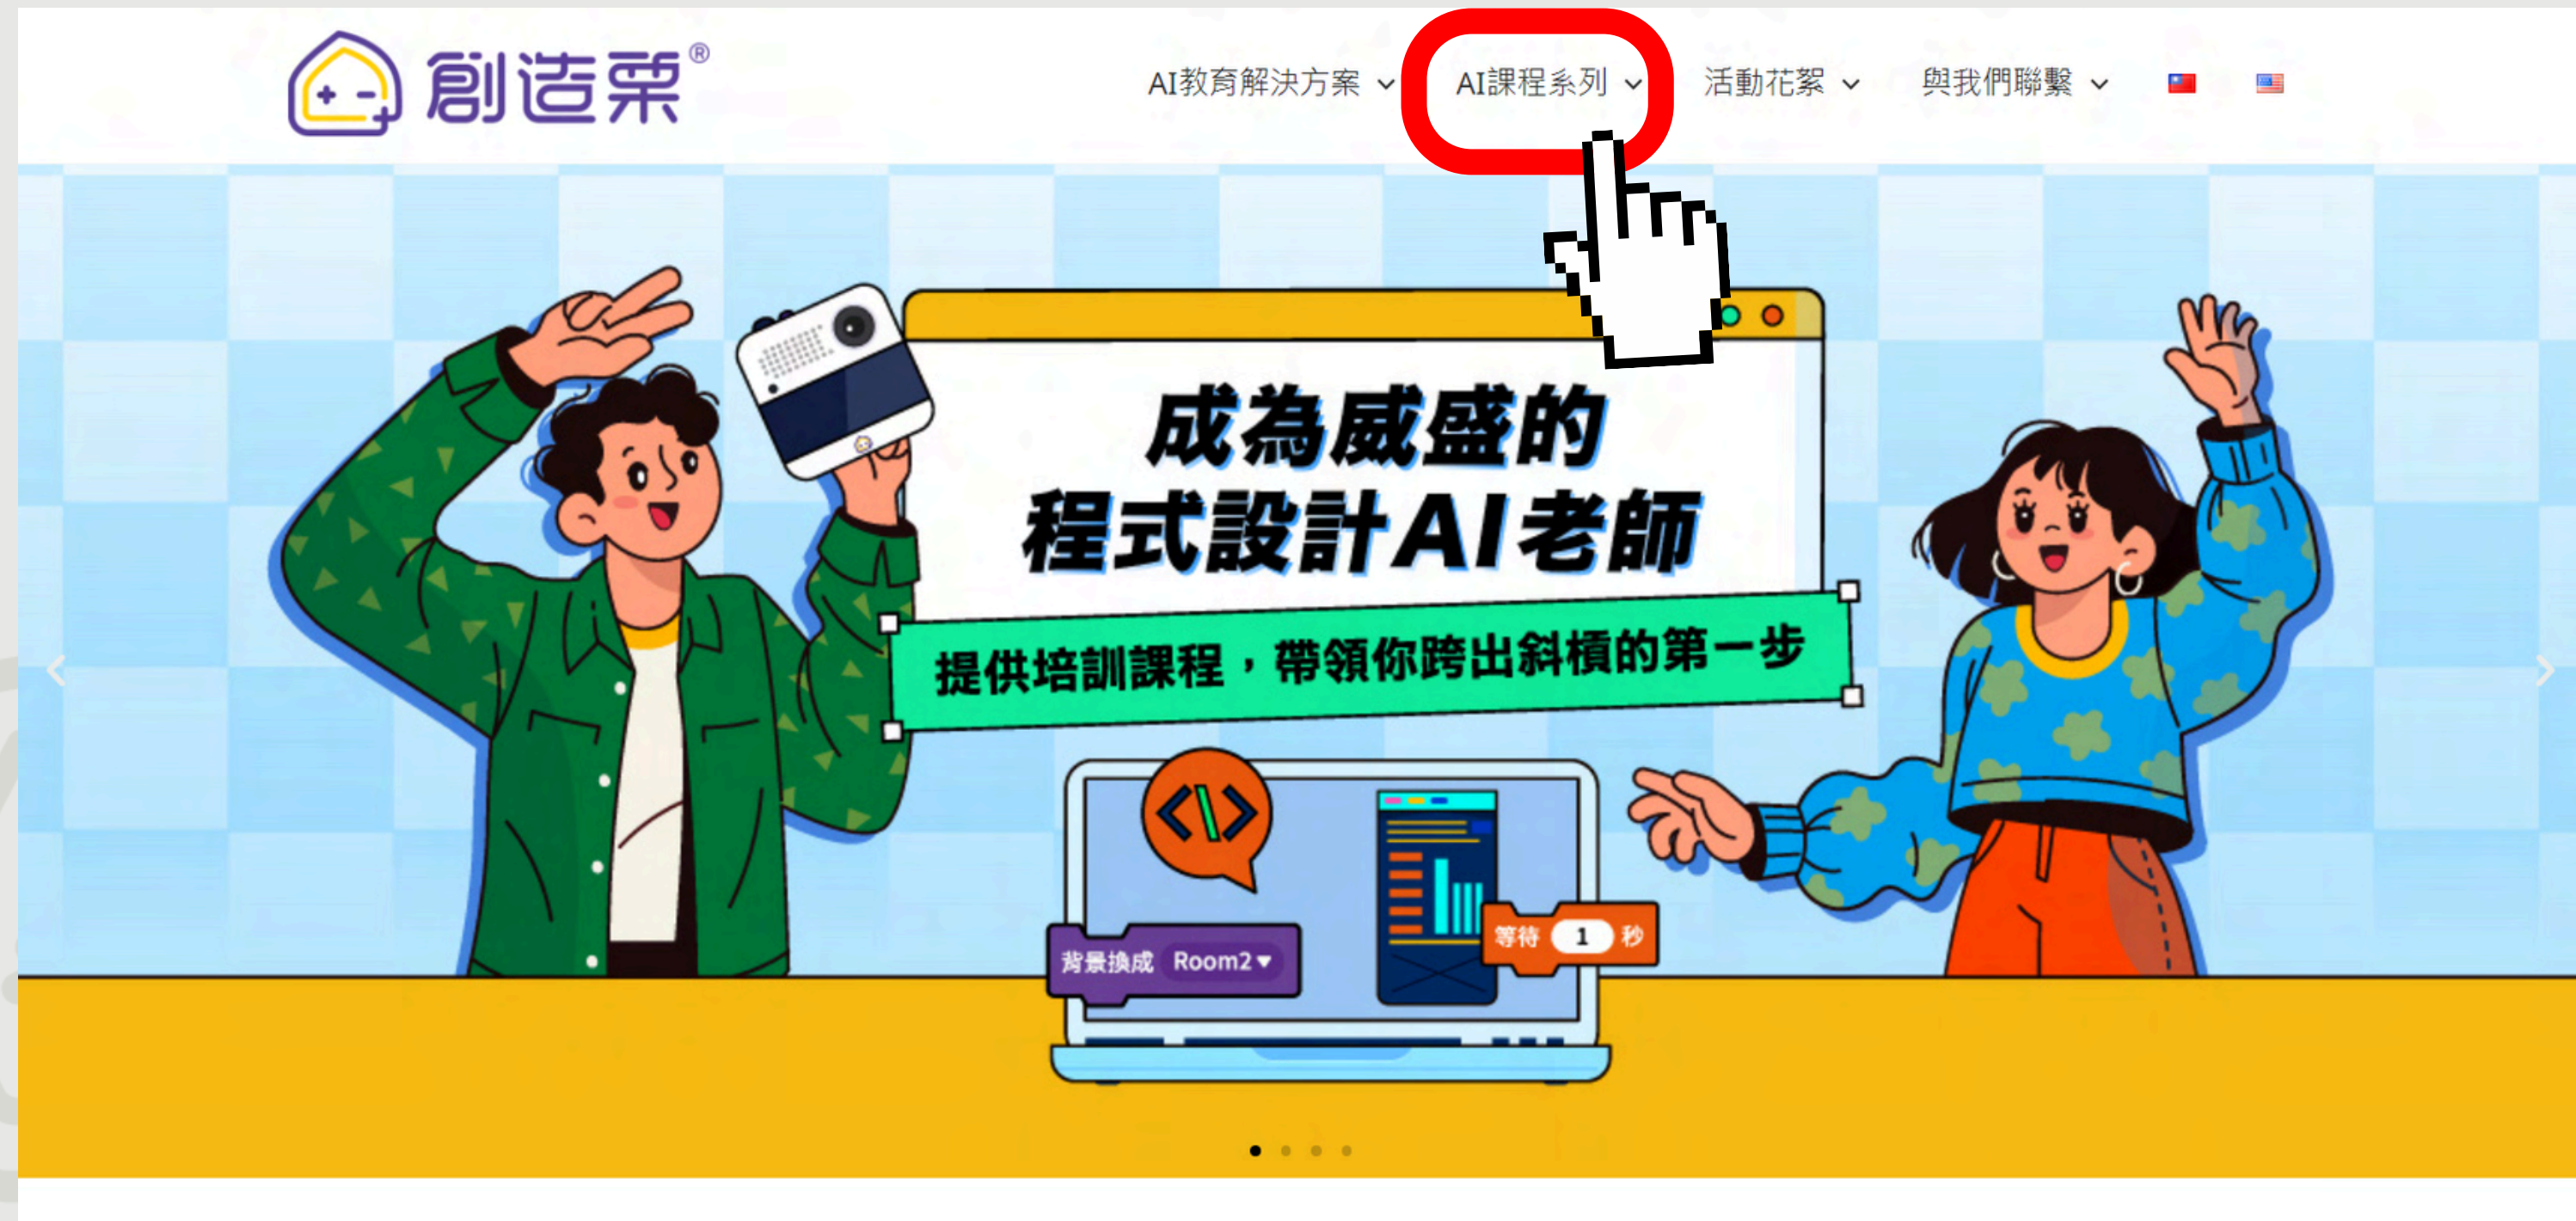 創造栗®
AI教育解決方案
AI課程系列
活動花絮
與我們聯繫
成為威盛的
程式設計AI老師
提供培訓課程，帶領你跨出斜槓的第一步
背景換成 Room2
等待 1 秒